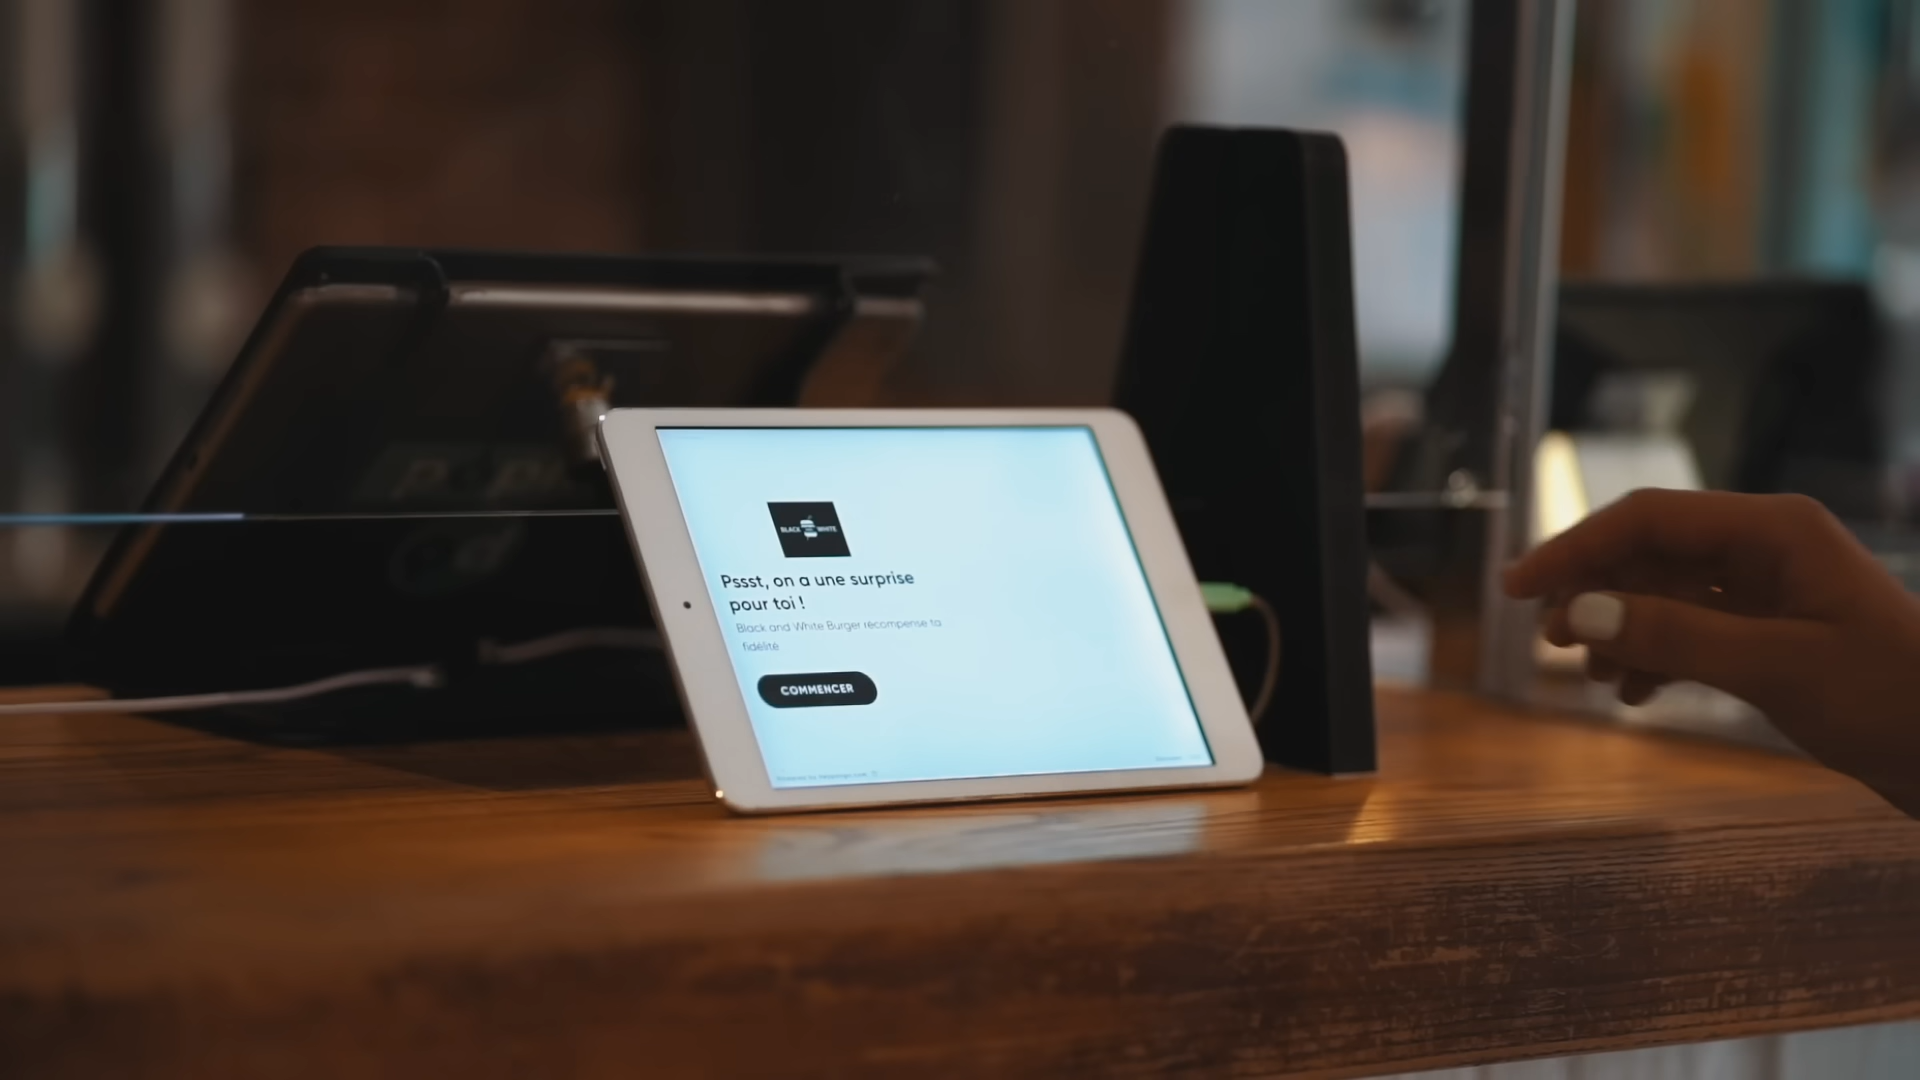 BLACK WHITE
Pssst, on a une surprise
pour toi !
Black and White Burger récompense ta
fidélité
COMMENCER